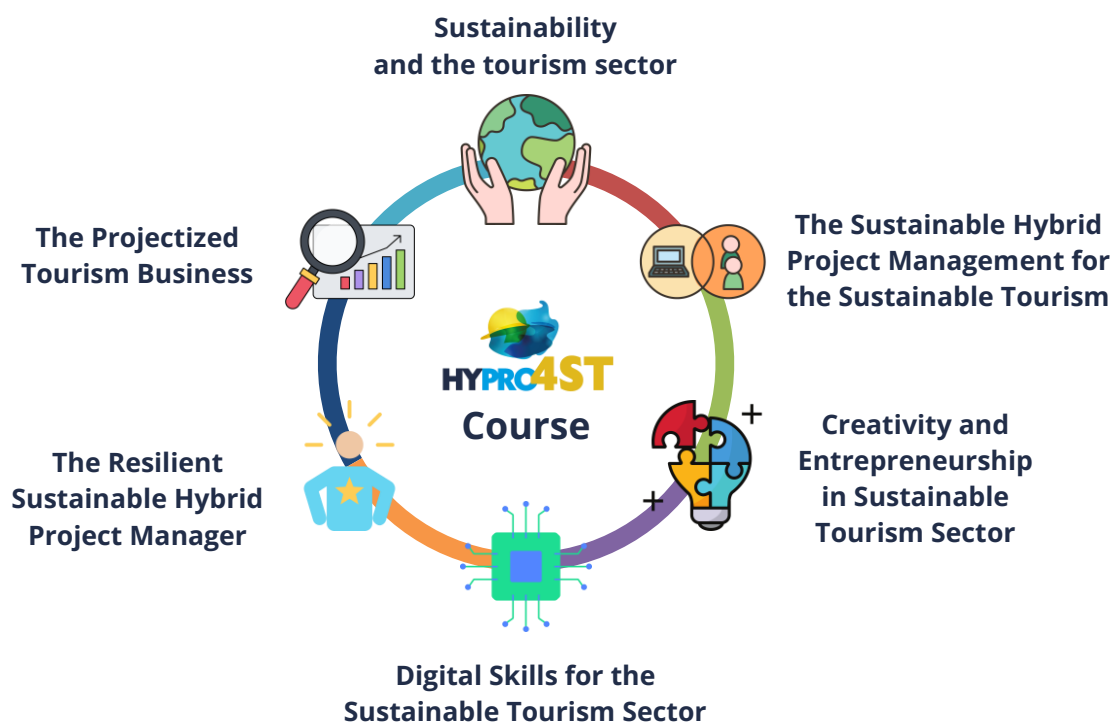 Sustainability
and the tourism sector
The Projectized
Tourism Business
The Sustainable Hybrid
Project Management for
the Sustainable Tourism
HYPRO4ST
Course
The Resilient
Sustainable Hybrid
Project Manager
Creativity and
Entrepreneurship
in Sustainable
Tourism Sector
Digital Skills for the
Sustainable Tourism Sector